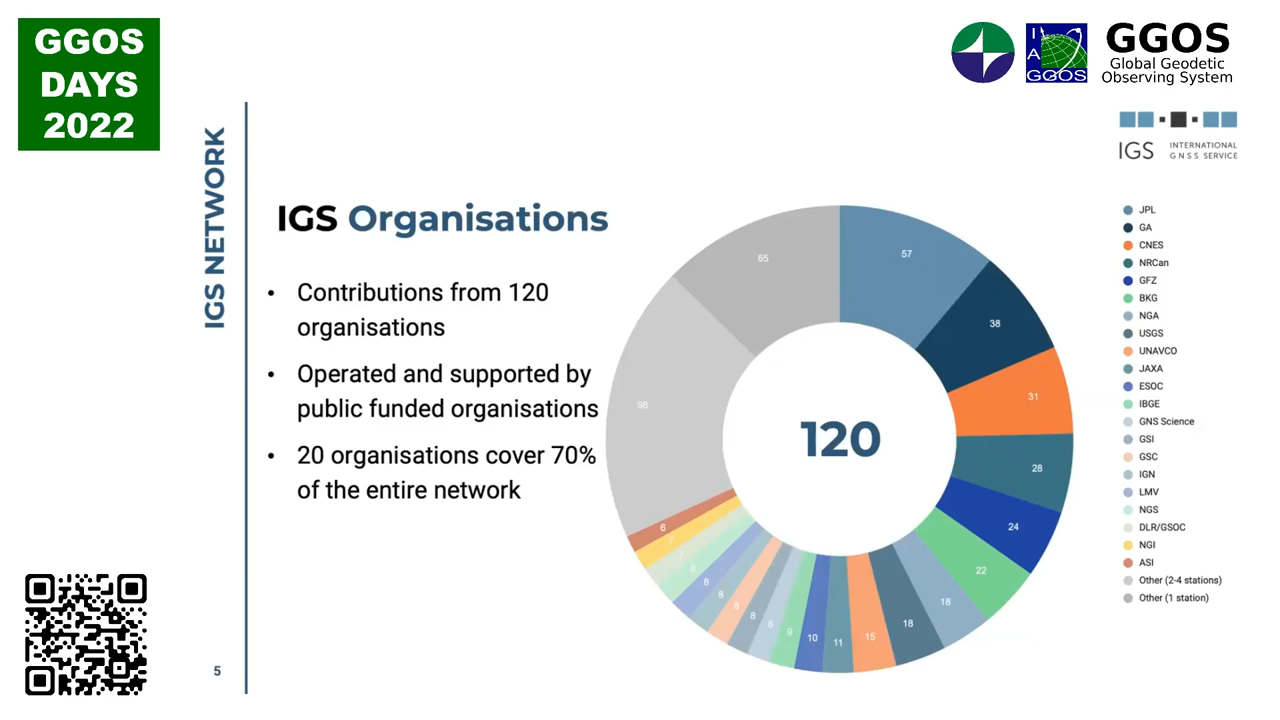 GGOS
DAYS
2022
I
A
G
GGOS
GGOS
Global Geodetic
Observing System
IGS
INTERNATIONAL
GNSS SERVICE
IGS NETWORK
IGS Organisations
• Contributions from 120
organisations
• Operated and supported by
public funded organisations
• 20 organisations cover 70%
of the entire network
120
57
38
31
28
24
22
18
18
15
11
10
9
8
8
8
8
8
8
7
7
6
98
65
JPL
GA
CNES
NRCan
GFZ
BKG
NGA
USGS
UNAVCO
JAXA
ESOC
IBGE
GNS Science
GSI
GSC
IGN
LMV
NGS
DLR/GSOC
NGI
ASI
Other (2-4 stations)
Other (1 station)
5